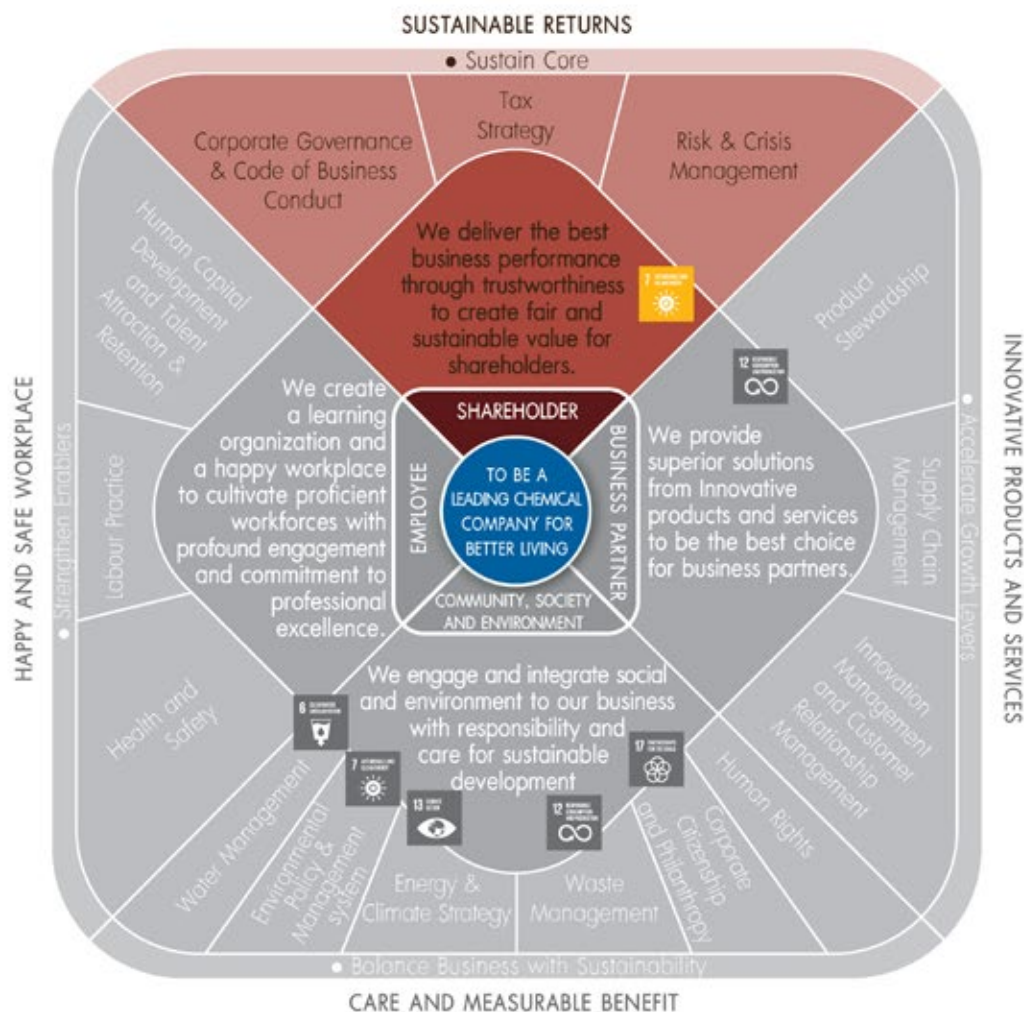 SUSTAINABLE RETURNS
• Sustain Core
Corporate Governance
& Code of Business
Conduct
Tax
Strategy
Risk & Crisis
Management
We deliver the best
business performance
through trustworthiness
to create fair and
sustainable value for
shareholders.
7
HAPPY AND SAFE WORKPLACE
• Strengthen Enablers
Human Capital
Development
and Talent
Attraction &
Retention
Labour Practice
Health and
Safety
We create
a learning
organization and
a happy workplace
to cultivate proficient
workforces with
profound engagement
and commitment to
professional
excellence.
SHAREHOLDER
EMPLOYEE
BUSINESS PARTNER
COMMUNITY, SOCIETY
AND ENVIRONMENT
TO BE A
LEADING CHEMICAL
COMPANY FOR
BETTER LIVING
12
We provide
superior solutions
from Innovative
products and services
to be the best choice
for business partners.
Product
Stewardship
Supply Chain
Management
Innovation
Management
and Customer
Relationship
Management
• Accelerate Growth Levers
INNOVATIVE PRODUCTS AND SERVICES
We engage and integrate social
and environment to our business
with responsibility and
care for sustainable
development
6
7
13
12
17
Water Management
Environmental
Policy &
Management
system
Energy &
Climate Strategy
Waste
Management
Corporate
Citizenship
and Philanthropy
Human Rights
• Balance Business with Sustainability
CARE AND MEASURABLE BENEFIT